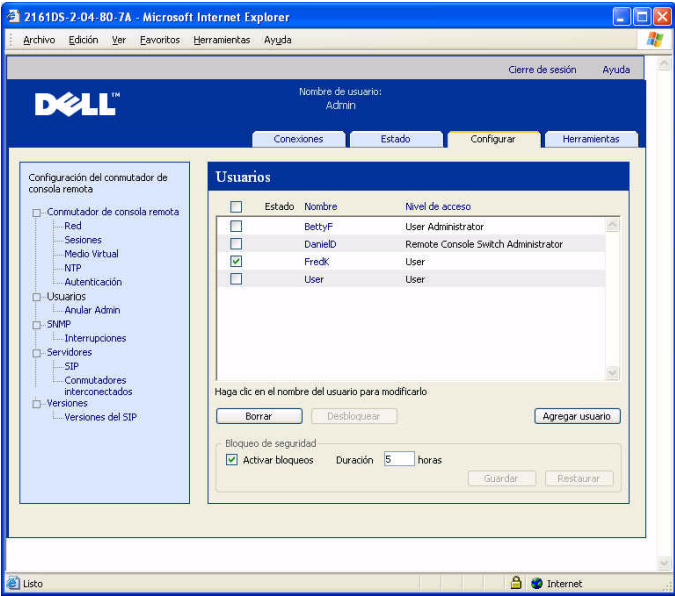 2161DS-2-04-80-7A - Microsoft Internet Explorer
Archivo Edición Ver Favoritos Herramientas Ayuda
Cierre de sesión Ayuda
DELL™
Nombre de usuario:
Admin
Conexiones Estado Configurar Herramientas
Configuración del conmutador de
consola remota
Conmutador de consola remota
Red
Sesiones
Medio Virtual
NTP
Autenticación
Usuarios
Anular Admin
SNMP
Interrupciones
Servidores
SIP
Conmutadores
interconectados
Versiones
Versiones del SIP
Usuarios
Estado Nombre Nivel de acceso
BettyF User Administrator
DanielD Remote Console Switch Administrator
FredK User
User User
Haga clic en el nombre del usuario para modificarlo
Borrar Desbloquear Agregar usuario
Bloqueo de seguridad
Activar bloqueos Duración 5 horas
Guardar Restaurar
Listo Internet